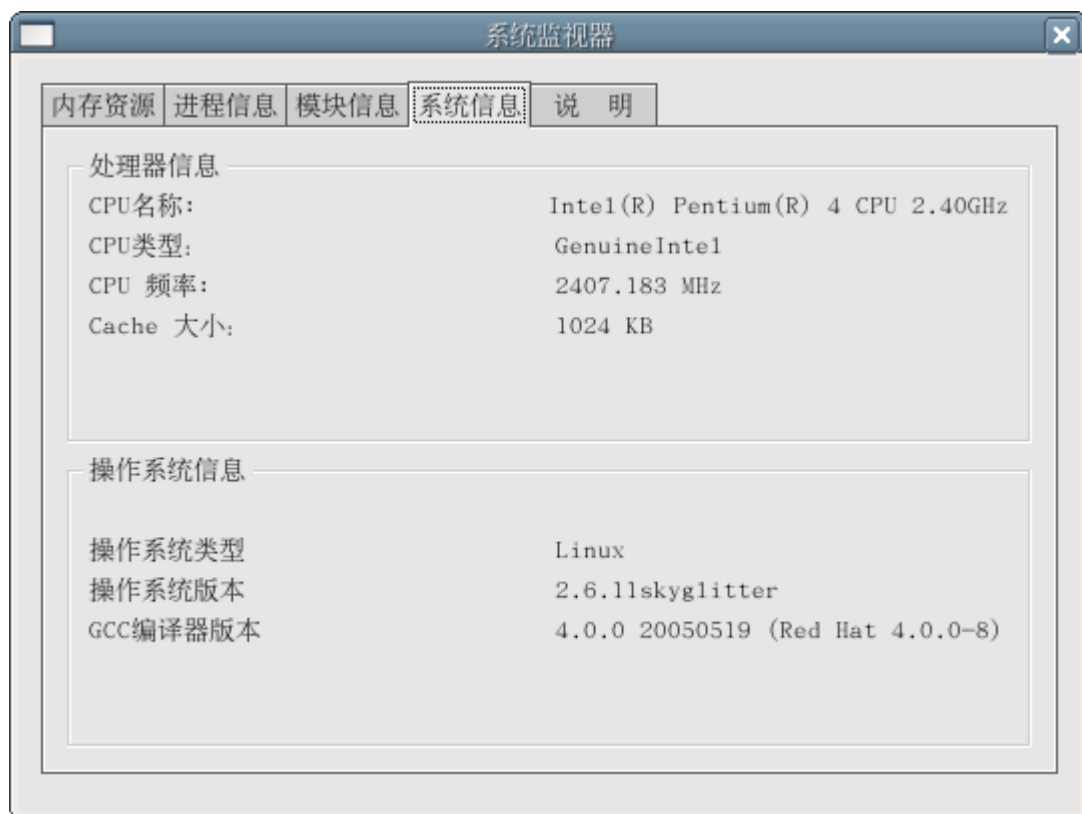 系统监视器
内存资源 进程信息 模块信息 系统信息 说 明
处理器信息
CPU名称: Intel(R) Pentium(R) 4 CPU 2.40GHz
CPU类型: GenuineIntel
CPU 频率: 2407.183 MHz
Cache 大小: 1024 KB
操作系统信息
操作系统类型 Linux
操作系统版本 2.6.11skyglitter
GCC编译器版本 4.0.0 20050519 (Red Hat 4.0.0-8)